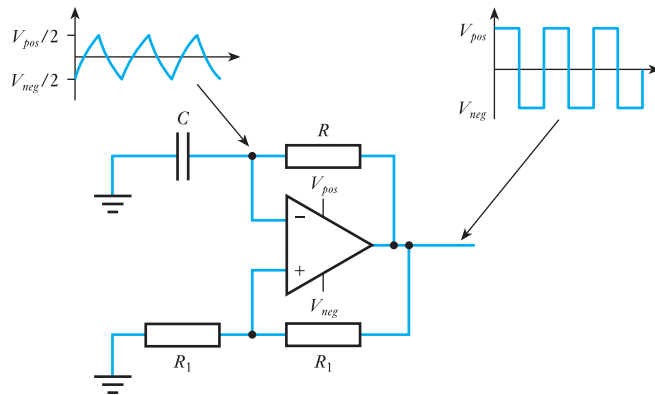 V_pos/2
V_neg/2
V_pos
V_neg
C
R
V_pos
−
+
V_neg
R_1
R_1